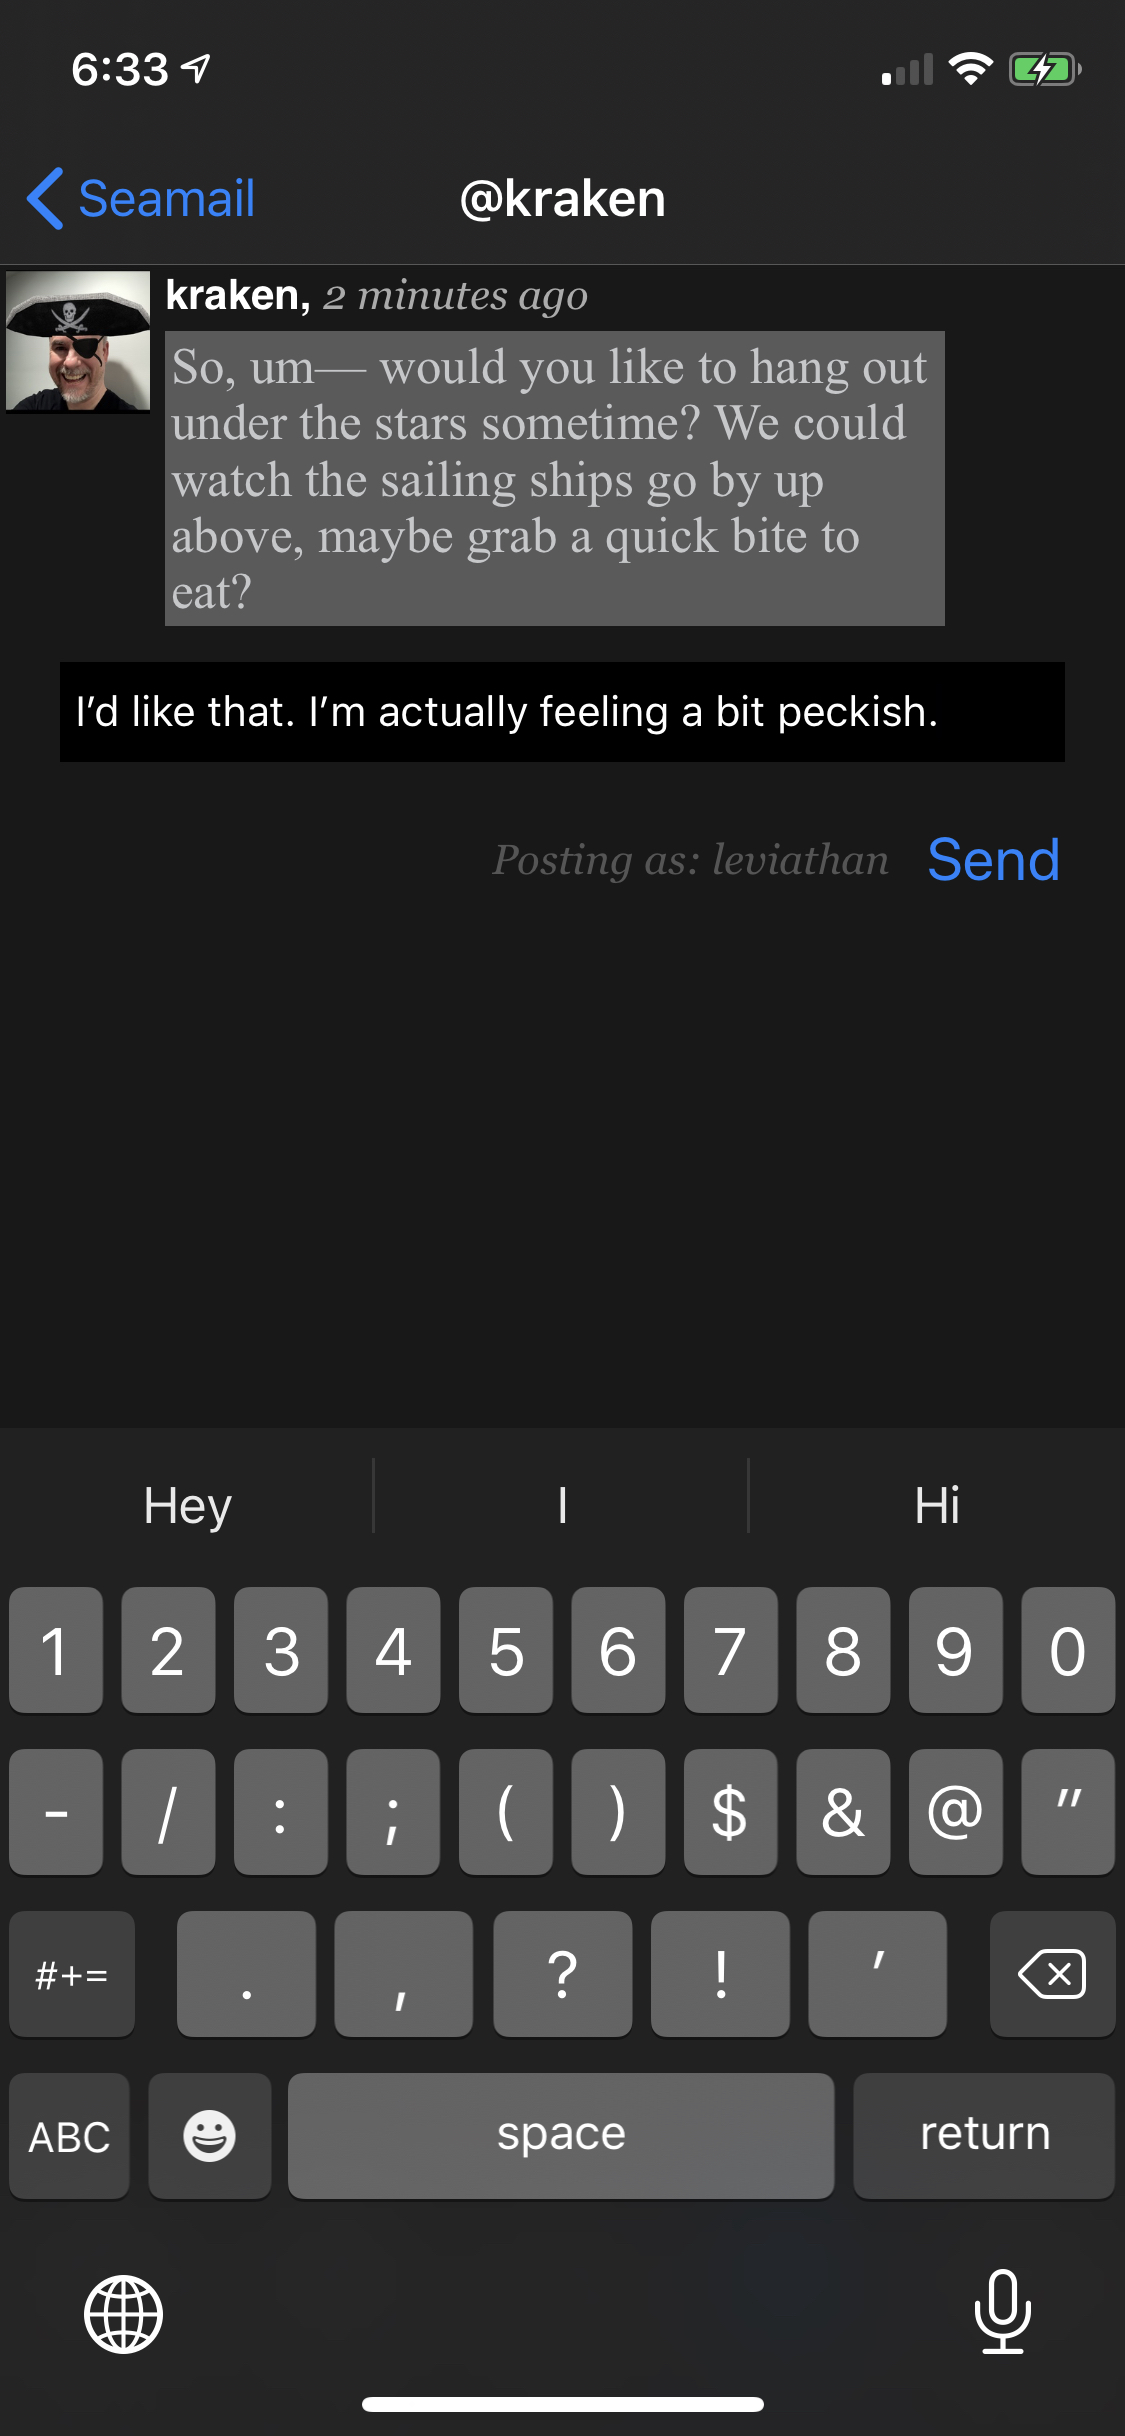 6:33
Seamail
@kraken
kraken, 2 minutes ago
So, um— would you like to hang out
under the stars sometime? We could
watch the sailing ships go by up
above, maybe grab a quick bite to
eat?
I’d like that. I’m actually feeling a bit peckish.
Posting as: leviathan Send
Hey I Hi
1 2 3 4 5 6 7 8 9 0
- / : ; ( ) $ & @ "
#+= . , ? ! '
ABC space return